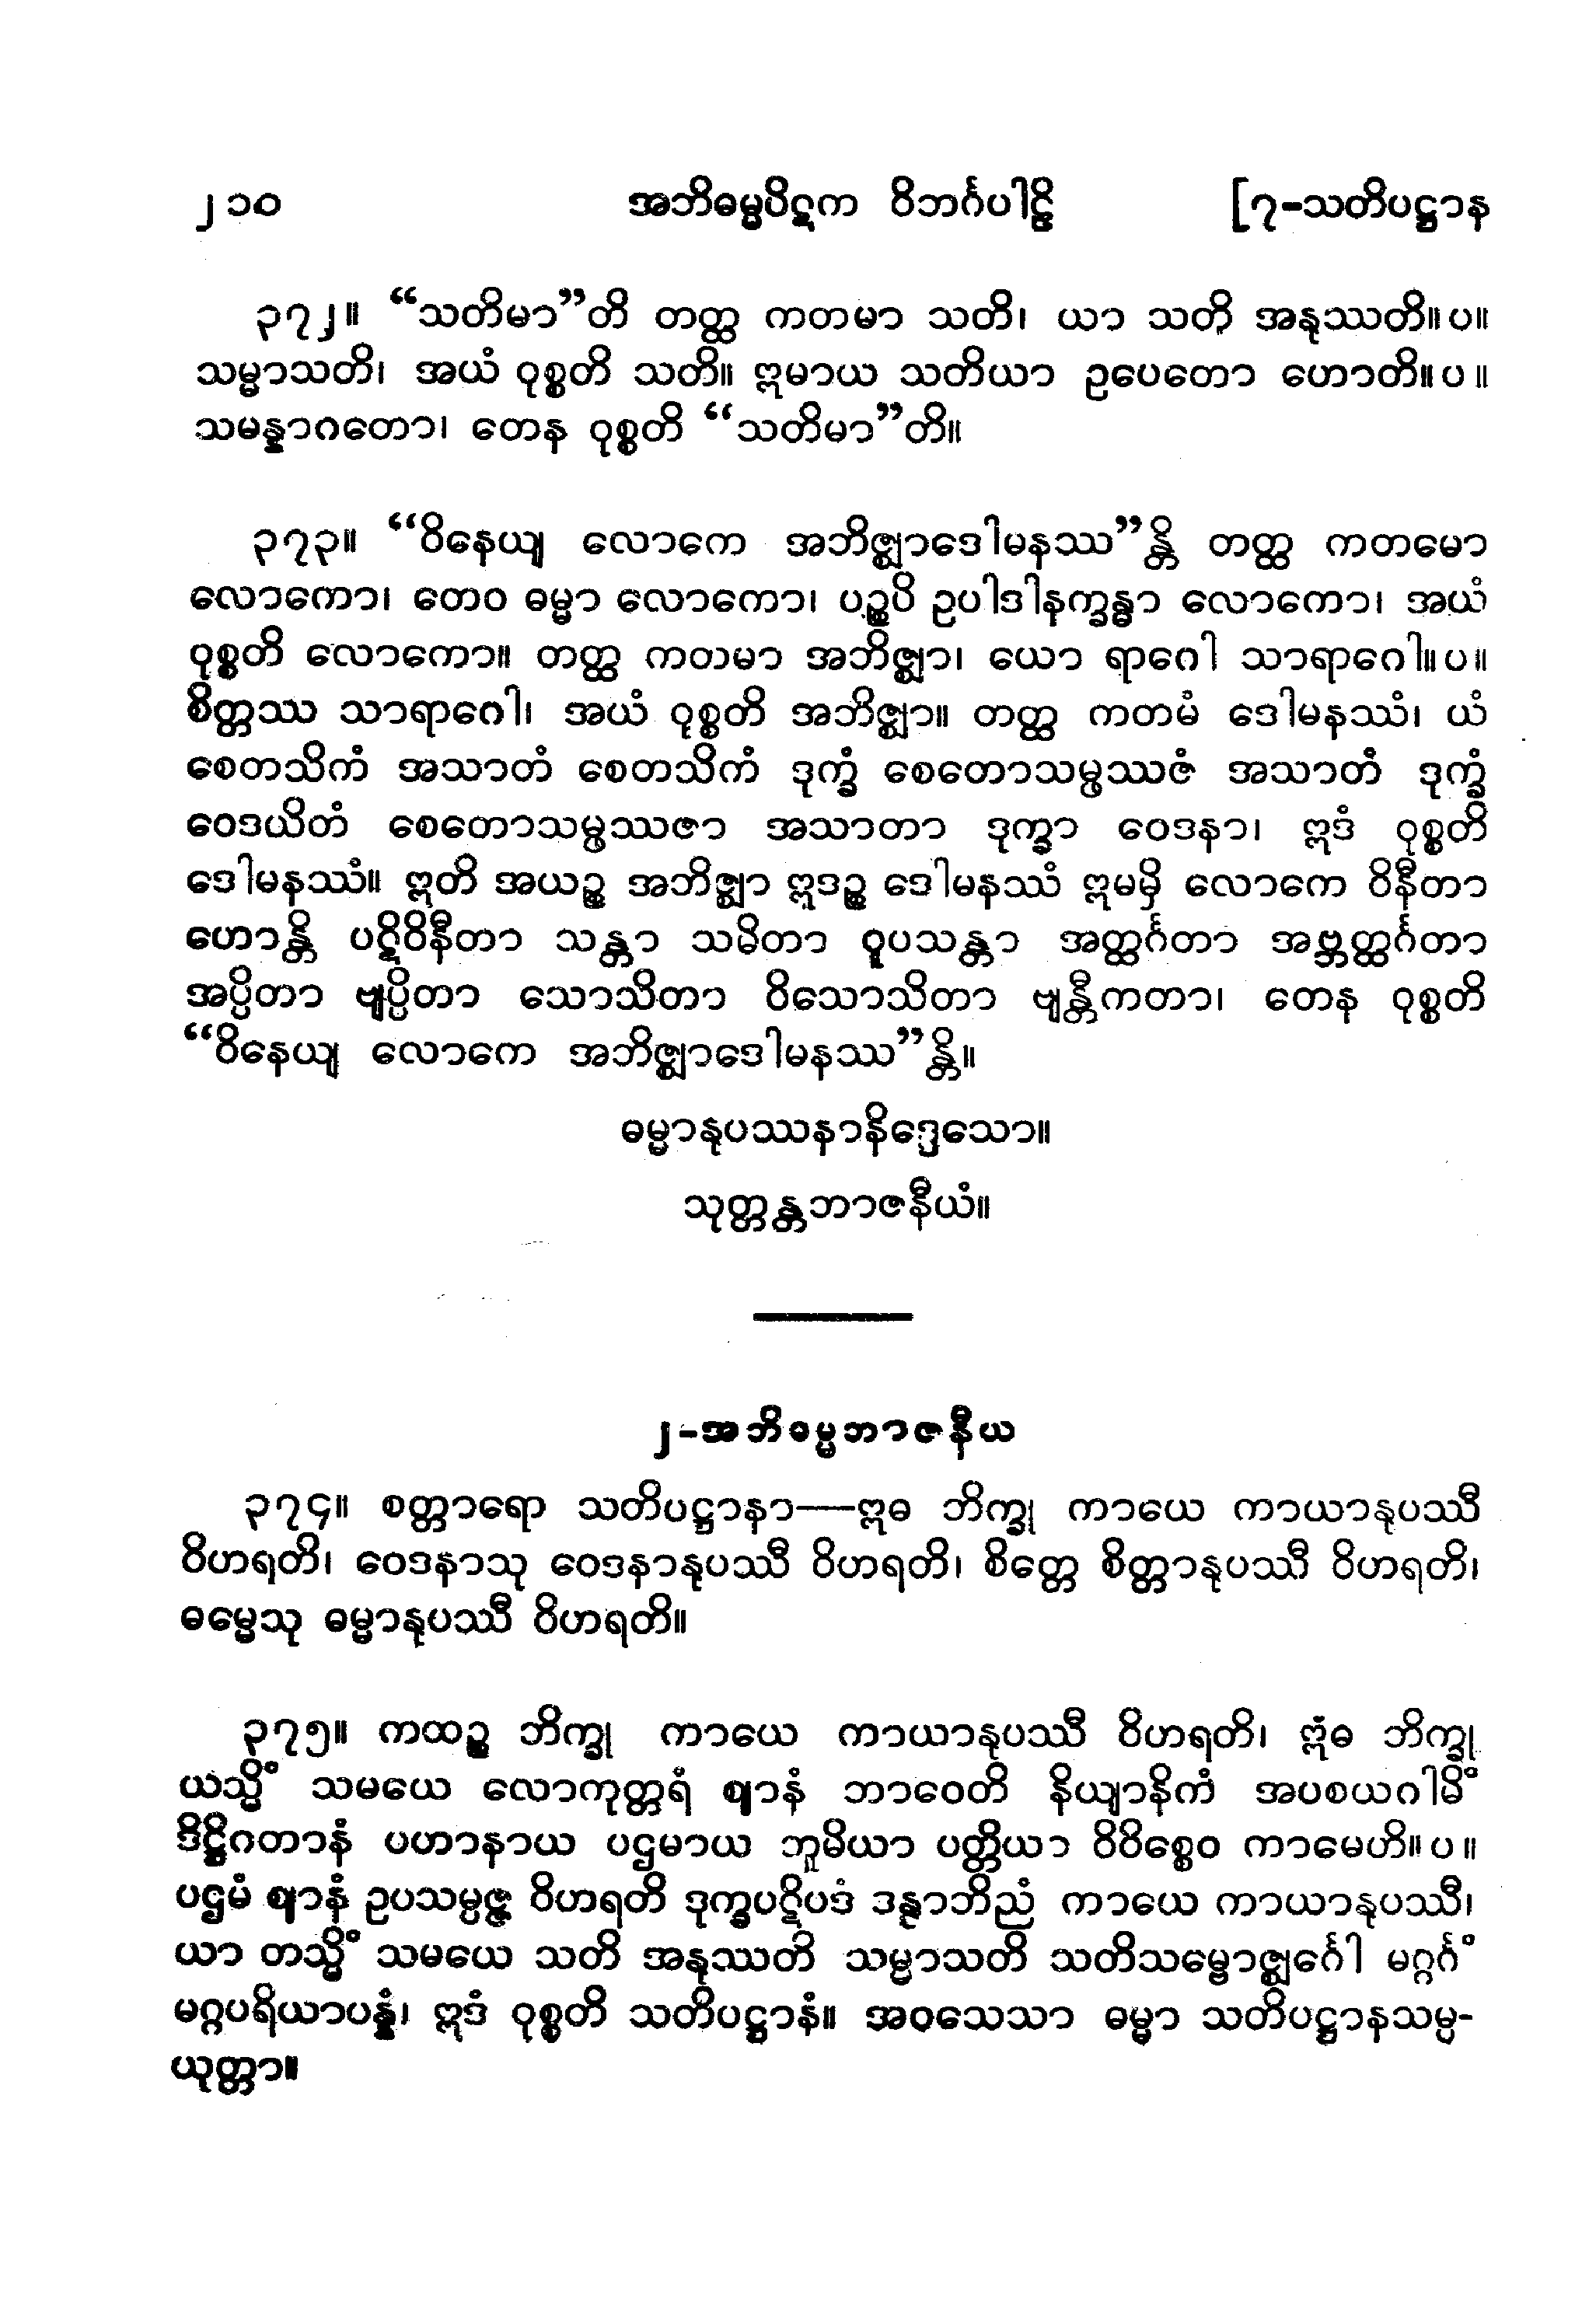 ၂၁၀ အဘိဓမ္မပိဋက ဝိဘင်္ဂပါဠိ [၇-သတိပဋ္ဌာန
၃၇၂။ “သတိမာ”တိ တတ္ထ ကတမာ သတိ၊ ယာ သတိ အနုဿတိ။ပ။
သမ္မာသတိ၊ အယံ ဝုစ္စတိ သတိ။ ဣမာယ သတိယာ ဥပေတော ဟောတိ။ပ။
သမန္နာဂတော၊ တေန ဝုစ္စတိ “သတိမာ”တိ။
၃၇၃။ “ဝိနေယျ လောကေ အဘိဇ္ဈာဒေါမနဿ”န္တိ တတ္ထ ကတမော
လောကော၊ တေဝ ဓမ္မာ လောကော၊ ပဉ္စပိ ဥပါဒါနက္ခန္ဓာ လောကော၊ အယံ
ဝုစ္စတိ လောကော။ တတ္ထ ကတမာ အဘိဇ္ဈာ၊ ယော ရာဂေါ သာရာဂေါ။ပ။
စိတ္တဿ သာရာဂေါ၊ အယံ ဝုစ္စတိ အဘိဇ္ဈာ။ တတ္ထ ကတမံ ဒေါမနဿံ၊ ယံ
စေတသိကံ အသာတံ စေတသိကံ ဒုက္ခံ စေတောသမ္ဖဿဇံ အသာတံ ဒုက္ခံ
ဝေဒယိတံ စေတောသမ္ဖဿဇာ အသာတာ ဒုက္ခာ ဝေဒနာ၊ ဣဒံ ဝုစ္စတိ
ဒေါမနဿံ။ ဣတိ အယဉ္စ အဘိဇ္ဈာ ဣဒဉ္စ ဒေါမနဿံ ဣမမှိ လောကေ ဝိနီတာ
ဟောန္တိ ပဋိဝိနီတာ သန္တာ သမိတာ ဝူပသန္တာ အတ္ထင်္ဂတာ အဗ္ဘတ္ထင်္ဂတာ
အပ္ပိတာ ဗျပ္ပိတာ သောသိတာ ဝိသောသိတာ ဗျန္တီကတာ၊ တေန ဝုစ္စတိ
“ဝိနေယျ လောကေ အဘိဇ္ဈာဒေါမနဿ”န္တိ။
ဓမ္မာနုပဿနာနိဒ္ဒေသော။
သုတ္တန္တဘာဇနီယံ။
၂-အဘိဓမ္မဘာဇနီယ
၃၇၄။ စတ္တာရော သတိပဋ္ဌာနာ—ဣဓ ဘိက္ခု ကာယေ ကာယာနုပဿီ
ဝိဟရတိ၊ ဝေဒနာသု ဝေဒနာနုပဿီ ဝိဟရတိ၊ စိတ္တေ စိတ္တာနုပဿီ ဝိဟရတိ၊
ဓမ္မေသု ဓမ္မာနုပဿီ ဝိဟရတိ။
၃၇၅။ ကထဉ္စ ဘိက္ခု ကာယေ ကာယာနုပဿီ ဝိဟရတိ၊ ဣဓ ဘိက္ခု
ယသ္မိံ သမယေ လောကုတ္တရံ ဈာနံ ဘာဝေတိ နိယျာနိကံ အပစယဂါမိံ
ဒိဋ္ဌိဂတာနံ ပဟာနာယ ပဌမာယ ဘူမိယာ ပတ္တိယာ ဝိဝိစ္စေဝ ကာမေဟိ။ပ။
ပဌမံ ဈာနံ ဥပသမ္ပဇ္ဇ ဝိဟရတိ ဒုက္ခပဋိပဒံ ဒန္ဓာဘိညံ ကာယေ ကာယာနုပဿီ၊
ယာ တသ္မိံ သမယေ သတိ အနုဿတိ သမ္မာသတိ သတိသမ္ဗောဇ္ဈင်္ဂေါ မဂ္ဂင်္ဂံ
မဂ္ဂပရိယာပန္နံ၊ ဣဒံ ဝုစ္စတိ သတိပဋ္ဌာနံ။ အဝသေသာ ဓမ္မာ သတိပဋ္ဌာနသမ္ပ-
ယုတ္တာ။